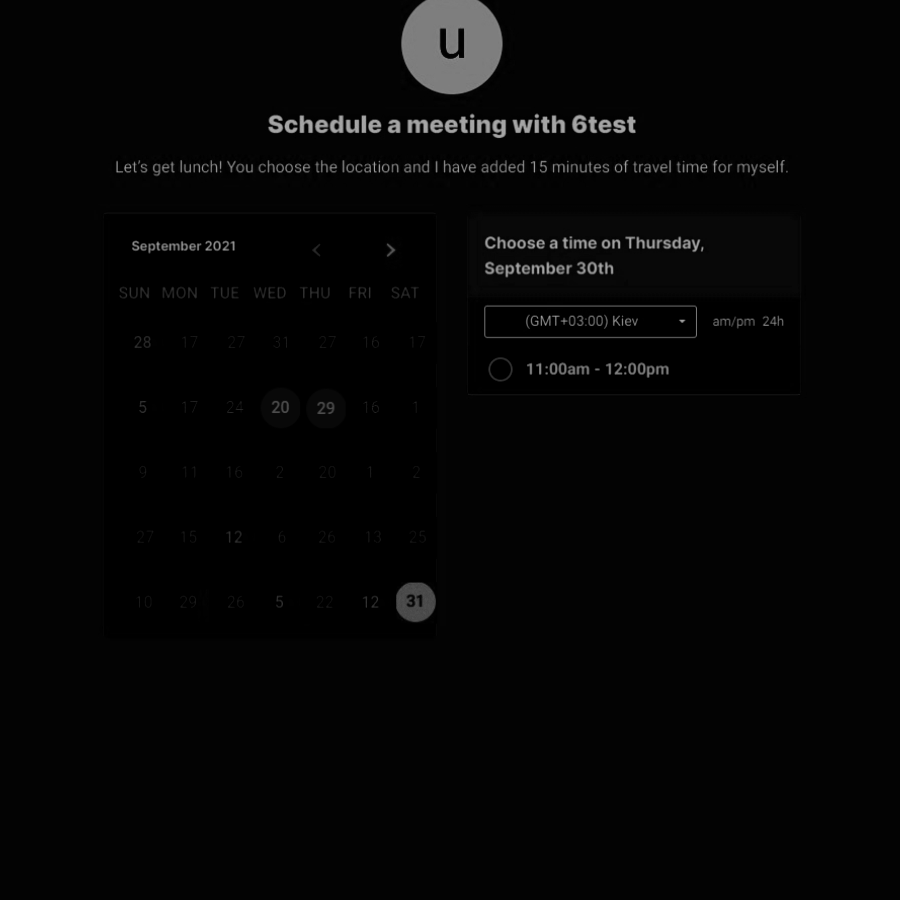 u
Schedule a meeting with 6test
Let's get lunch! You choose the location and I have added 15 minutes of travel time for myself.
September 2021
SUN MON TUE WED THU FRI SAT
28 17 27 31 27 16 17
5 17 24 20 29 16 1
9 11 16 2 20 1 2
27 15 12 6 26 13 25
10 29 26 5 22 12 31
Choose a time on Thursday,
September 30th
(GMT+03:00) Kiev am/pm 24h
11:00am - 12:00pm